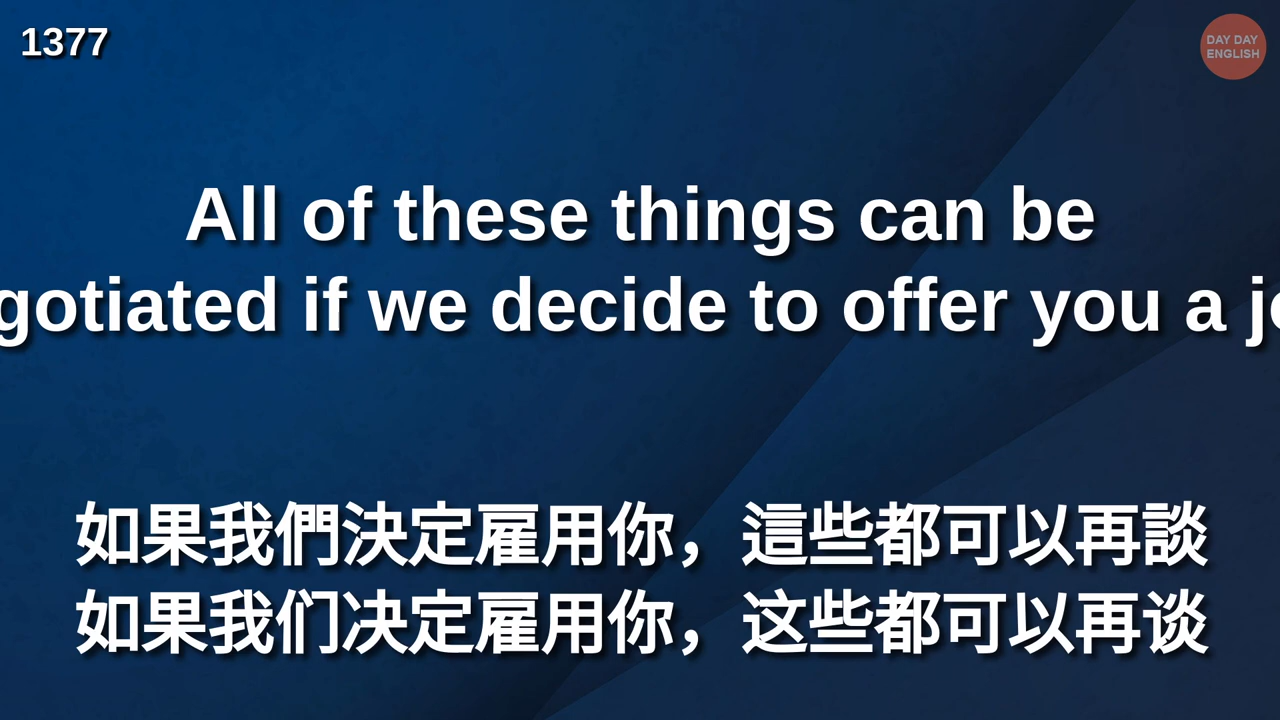 1377
DAY DAY
ENGLISH
All of these things can be
gotiated if we decide to offer you a
如果我們決定雇用你，這些都可以再談
如果我们决定雇用你，这些都可以再谈